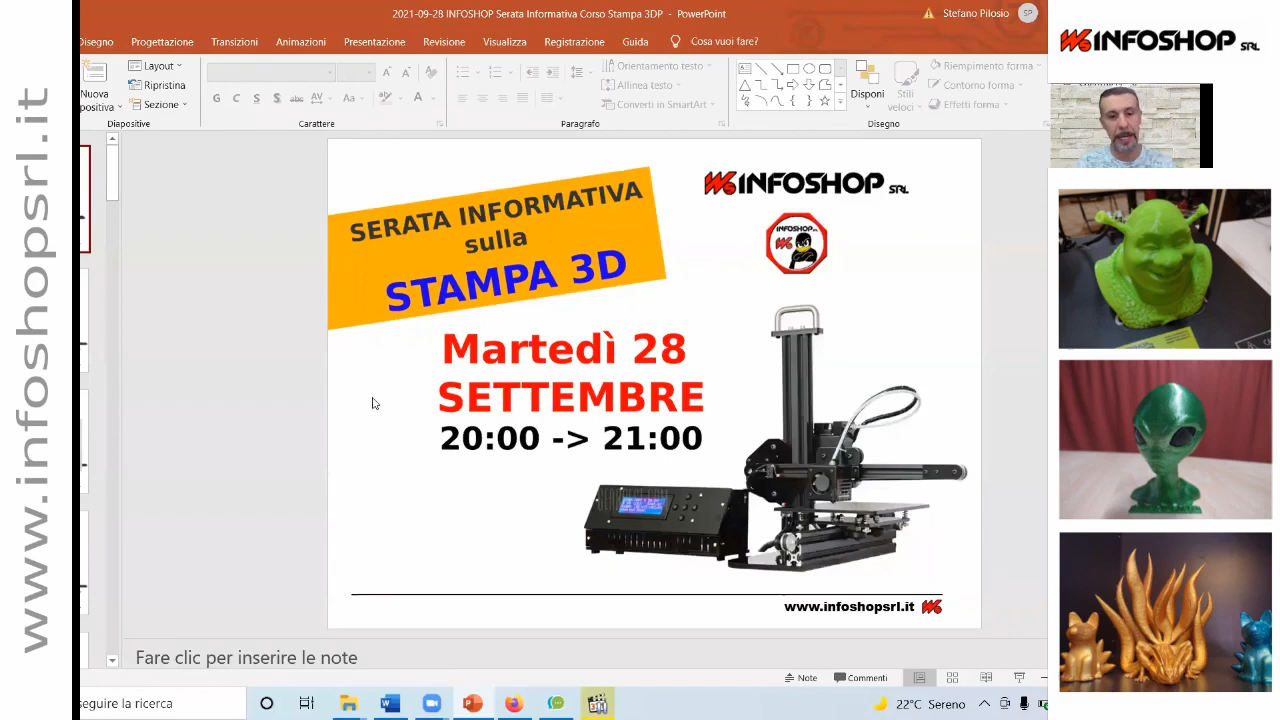 2021-09-28 INFOSHOP Serata Informativa Corso Stampa 3DP - PowerPoint
Stefano Pilosio
SP
Disegno
Progettazione
Transizioni
Animazioni
Presentazione
Revisione
Visualizza
Registrazione
Guida
Cosa vuoi fare?
Nuova
Layout
Ripristina
Sezione
Diapositive
G
C
S
S
abc
AV
Aa
A
Carattere
Orientamento testo
Allinea testo
Converti in SmartArt
Paragrafo
Disponi
Stili
veloci
Riempimento forma
Contorno forma
Effetti forma
Disegno
INFOSHOP SRL
www.infoshopsrl.it
SERATA INFORMATIVA
sulla
STAMPA 3D
INFOSHOP SRL
INFOSHOP
Martedì 28
SETTEMBRE
20:00 -> 21:00
www.infoshopsrl.it
Fare clic per inserire le note
Note
Commenti
seguire la ricerca
22°C Sereno